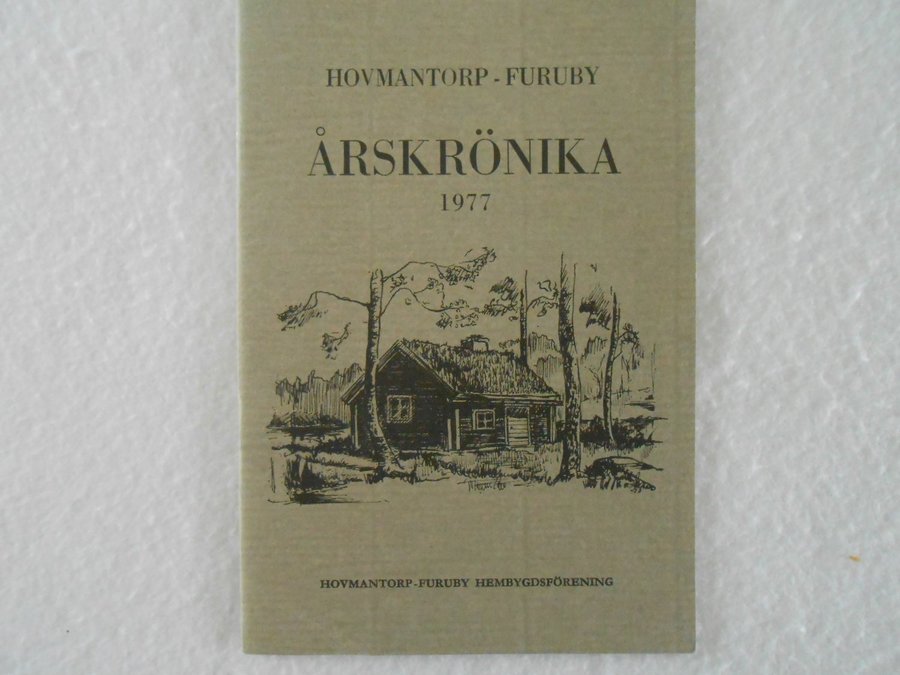 HOVMANTORP - FURUBY
ÅRSKRÖNIKA
1977
HOVMANTORP-FURUBY HEMBYGDSFÖRENING